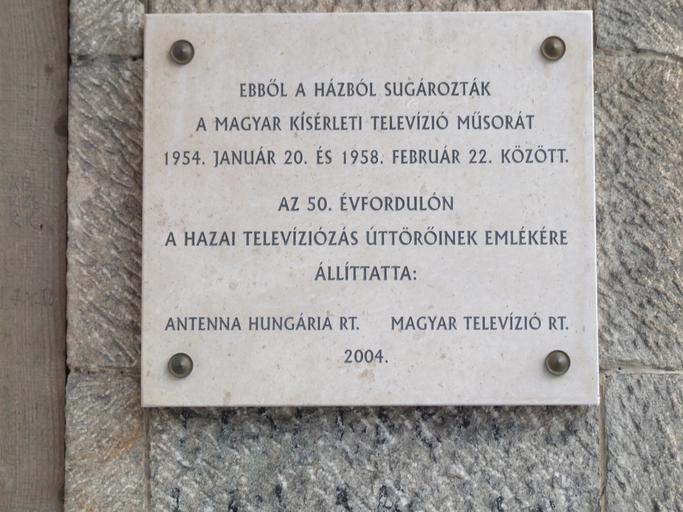 EBBŐL A HÁZBÓL SUGÁROZTÁK
A MAGYAR KÍSÉRLETI TELEVÍZIÓ MŰSORÁT
1954. JANUÁR 20. ÉS 1958. FEBRUÁR 22. KÖZÖTT.
AZ 50. ÉVFORDULÓN
A HAZAI TELEVÍZIÓZÁS ÚTTÖRŐINEK EMLÉKÉRE
ÁLLÍTTATTA:
ANTENNA HUNGÁRIA RT. MAGYAR TELEVÍZIÓ RT.
2004.